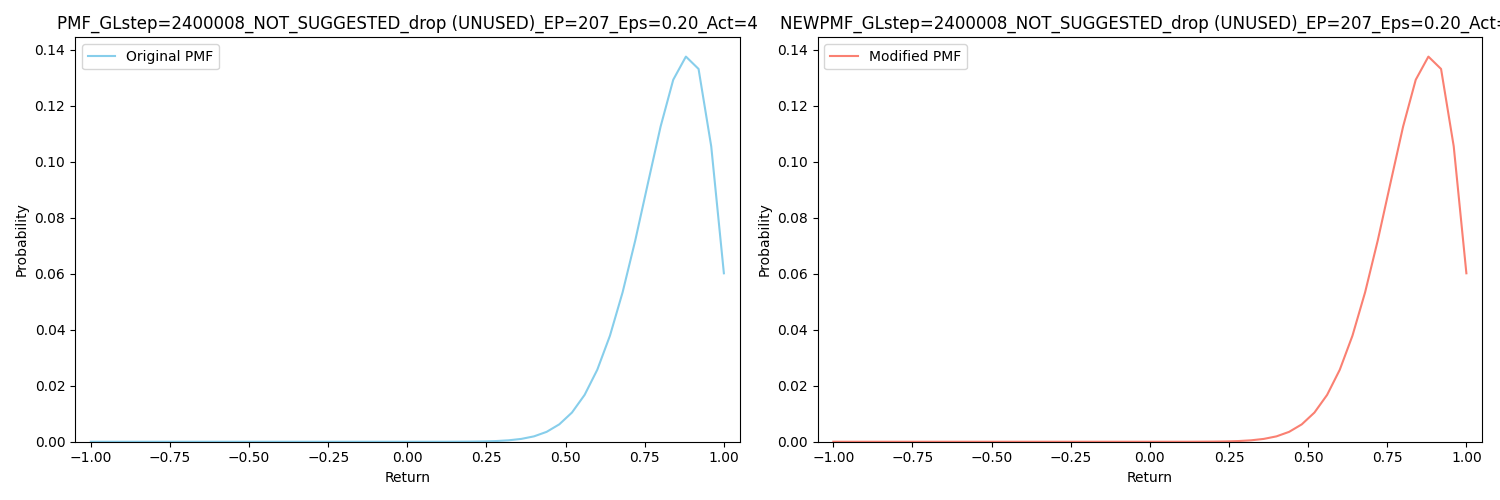 PMF_GLstep=2400008_NOT_SUGGESTED_drop (UNUSED)_EP=207_Eps=0.20_Act=4
Original PMF
0.14
0.12
0.10
0.08
0.06
0.04
0.02
0.00
Probability
−1.00 −0.75 −0.50 −0.25 0.00 0.25 0.50 0.75 1.00
Return
NEWPMF_GLstep=2400008_NOT_SUGGESTED_drop (UNUSED)_EP=207_Eps=0.20_Act=
Modified PMF
0.14
0.12
0.10
0.08
0.06
0.04
0.02
0.00
Probability
−1.00 −0.75 −0.50 −0.25 0.00 0.25 0.50 0.75 1.00
Return